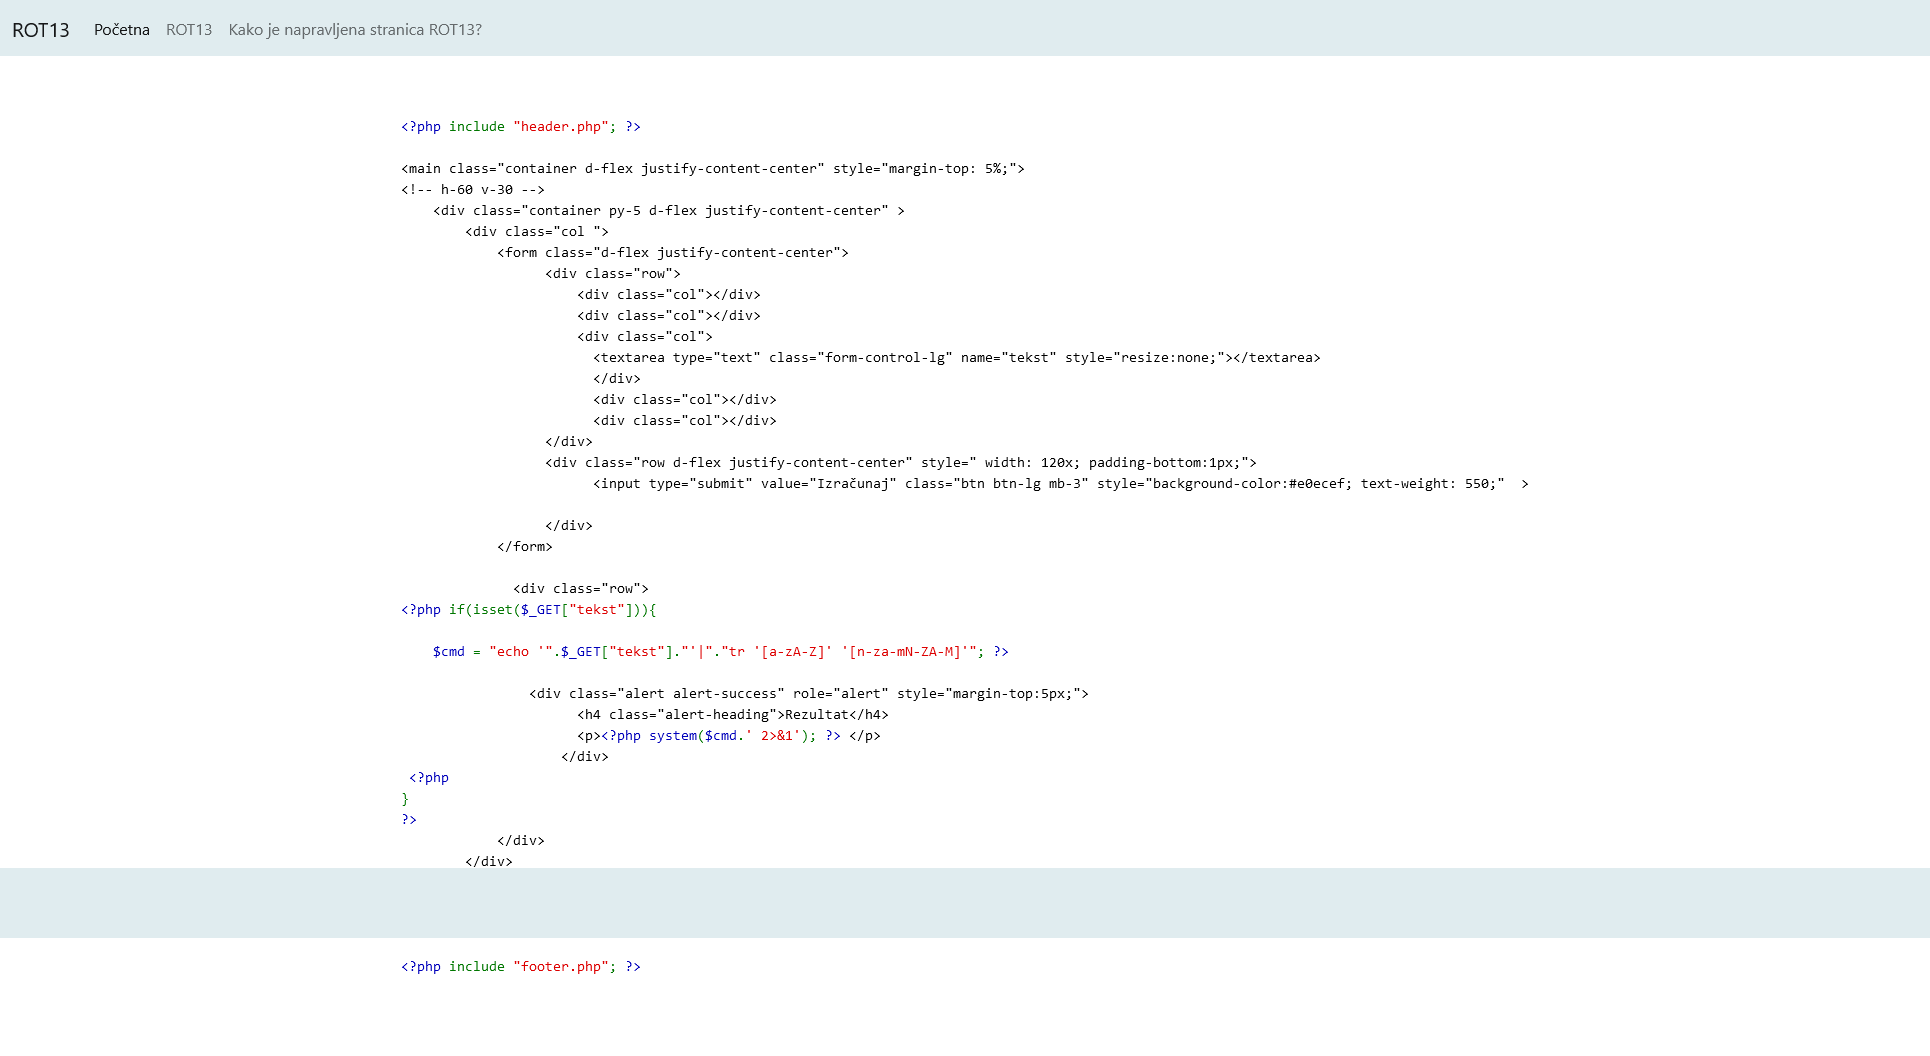 ROT13 Početna ROT13 Kako je napravljena stranica ROT13?
<?php include "header.php"; ?>
<main class="container d-flex justify-content-center" style="margin-top: 5%;">
<!-- h-60 v-30 -->
<div class="container py-5 d-flex justify-content-center" >
<div class="col ">
<form class="d-flex justify-content-center">
<div class="row">
<div class="col"></div>
<div class="col"></div>
<div class="col">
<textarea type="text" class="form-control-lg" name="tekst" style="resize:none;"></textarea>
</div>
<div class="col"></div>
<div class="col"></div>
</div>
<div class="row d-flex justify-content-center" style=" width: 120x; padding-bottom:1px;">
<input type="submit" value="Izračunaj" class="btn btn-lg mb-3" style="background-color:#e0ecef; text-weight: 550;"  >
</div>
</form>
<div class="row">
<?php if(isset($_GET["tekst"])){
$cmd = "echo '".$_GET["tekst"]."'|"."tr '[a-zA-Z]' '[n-za-mN-ZA-M]'"; ?>
<div class="alert alert-success" role="alert" style="margin-top:5px;">
<h4 class="alert-heading">Rezultat</h4>
<p><?php system($cmd.' 2>&1'); ?> </p>
</div>
<?php
}
?>
</div>
</div>
<?php include "footer.php"; ?>